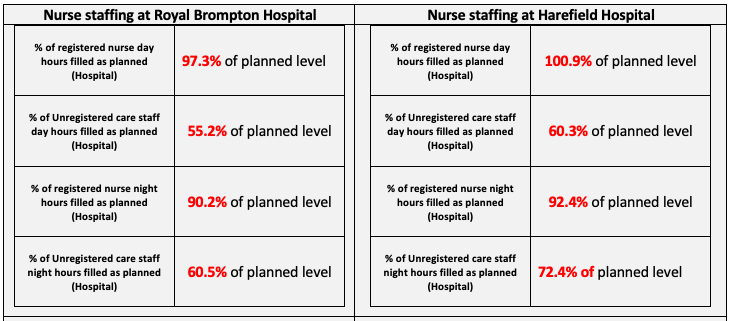 Nurse staffing at Royal Brompton Hospital
% of registered nurse day
hours filled as planned
(Hospital)
97.3% of planned level
% of Unregistered care staff
day hours filled as planned
(Hospital)
55.2% of planned level
% of registered nurse night
hours filled as planned
(Hospital)
90.2% of planned level
% of Unregistered care staff
night hours filled as planned
(Hospital)
60.5% of planned level
Nurse staffing at Harefield Hospital
% of registered nurse day
hours filled as planned
(Hospital)
100.9% of planned level
% of Unregistered care staff
day hours filled as planned
(Hospital)
60.3% of planned level
% of registered nurse night
hours filled as planned
(Hospital)
92.4% of planned level
% of Unregistered care staff
night hours filled as planned
(Hospital)
72.4% of planned level